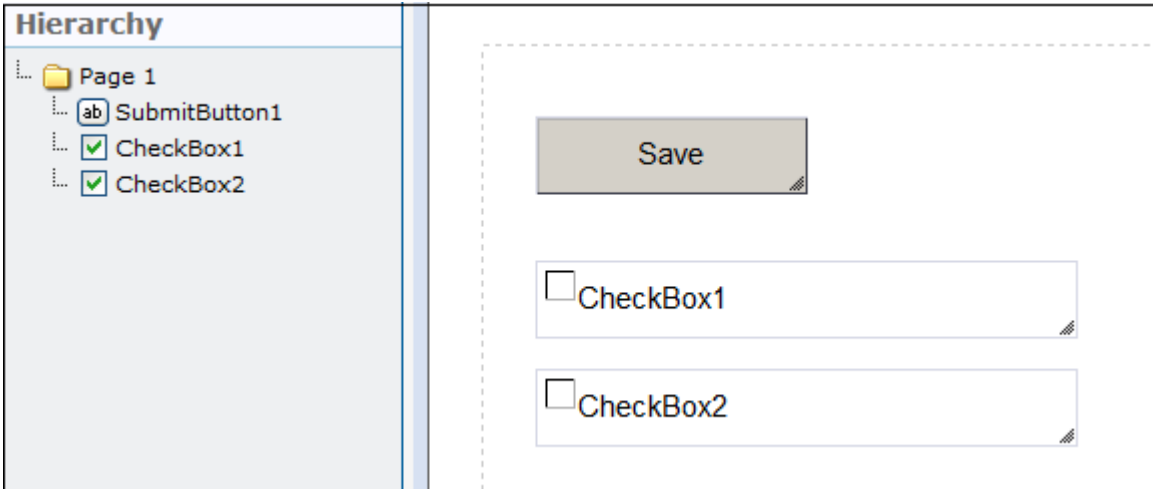 Hierarchy
Page 1
ab SubmitButton1
CheckBox1
CheckBox2
Save
CheckBox1
CheckBox2